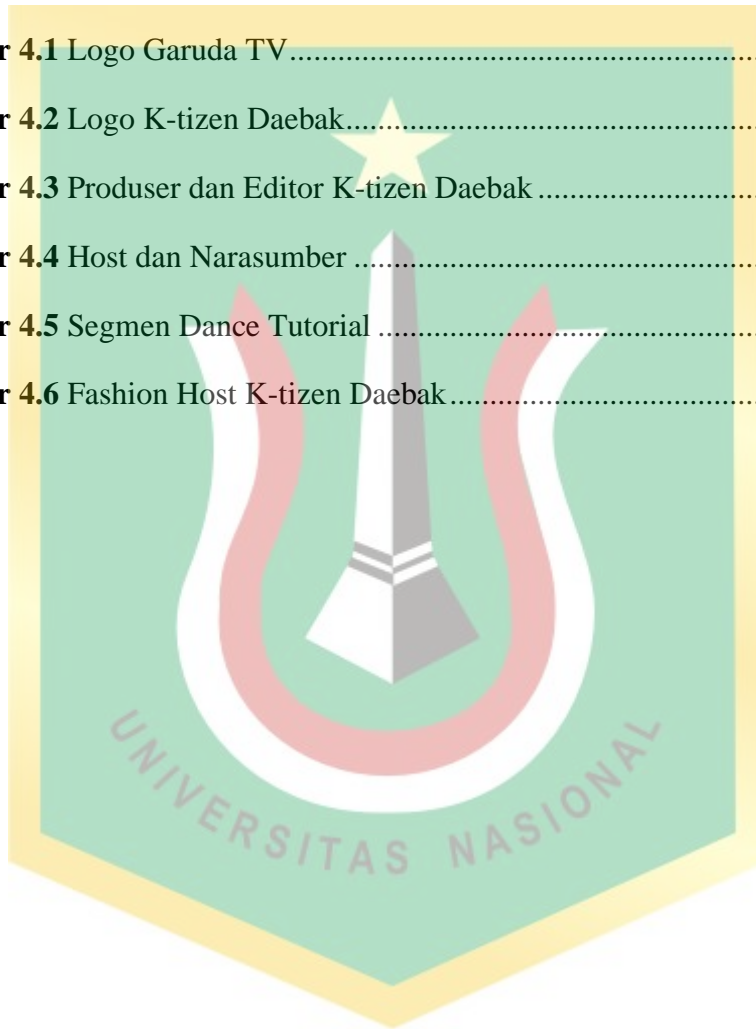 r 4.1 Logo Garuda TV........................................................................
r 4.2 Logo K-tizen Daebak................................................................
r 4.3 Produser dan Editor K-tizen Daebak..................................
r 4.4 Host dan Narasumber...............................................................
r 4.5 Segmen Dance Tutorial...........................................................
r 4.6 Fashion Host K-tizen Daebak................................................
UNIVERSITAS NASIONAL